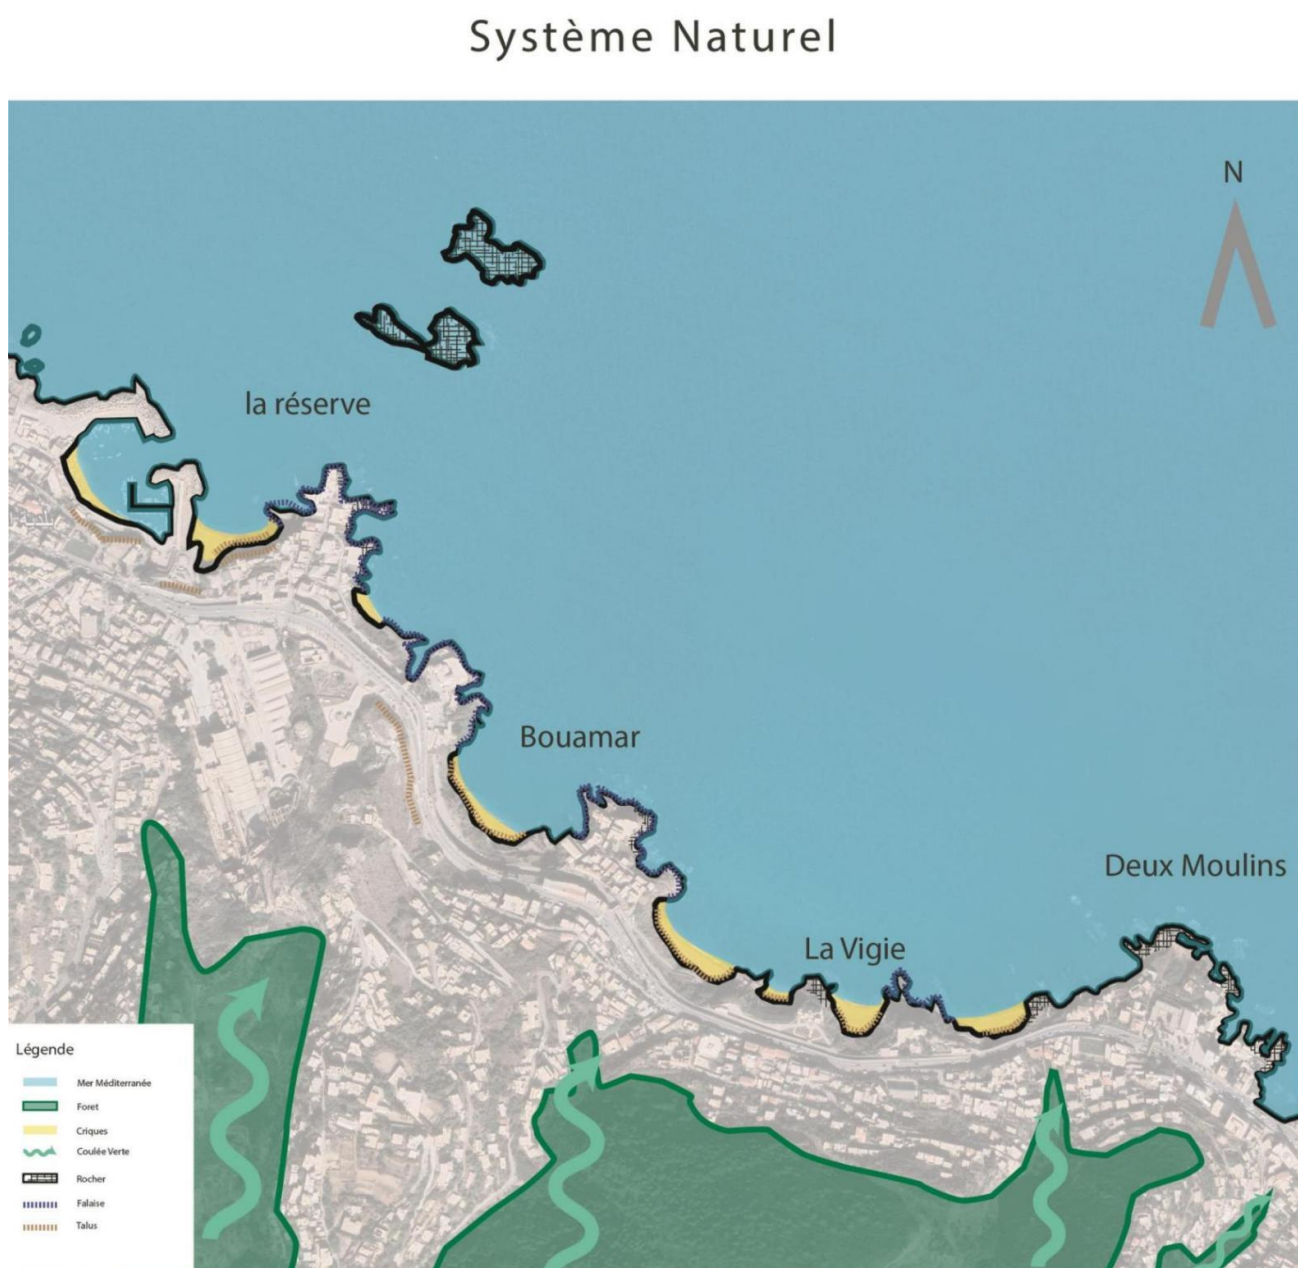 Système Naturel
N
la réserve
Bouamar
Deux Moulins
La Vigie
Légende
Mer Méditerranée
Foret
Criques
Coulée Verte
Rocher
Falaise
Talus